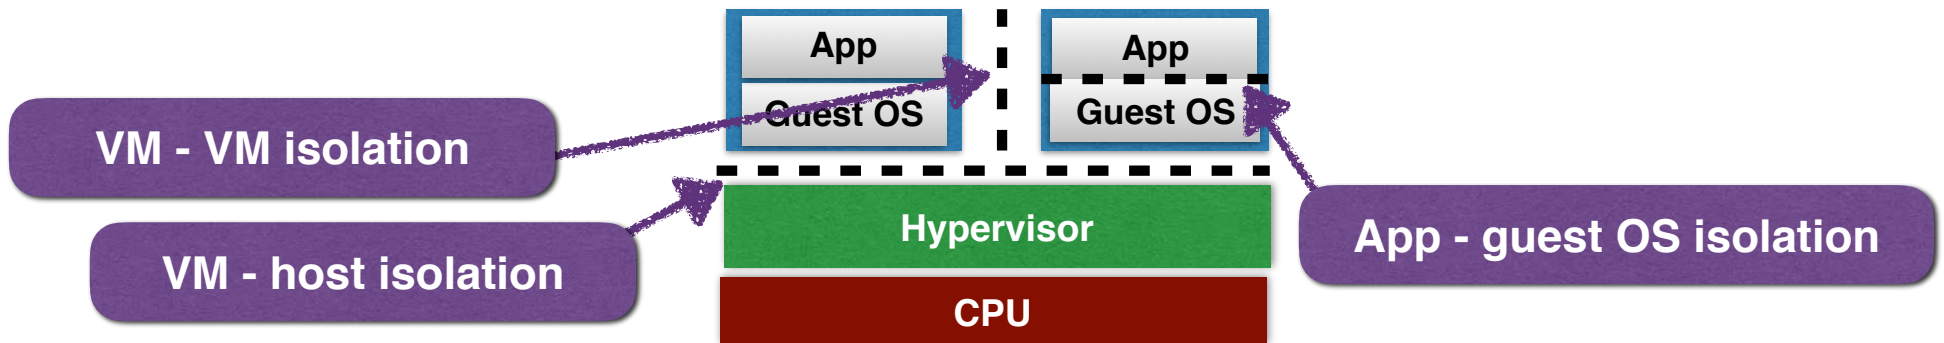 App
App
Guest OS
Guest OS
VM - VM isolation
Hypervisor
App - guest OS isolation
VM - host isolation
CPU